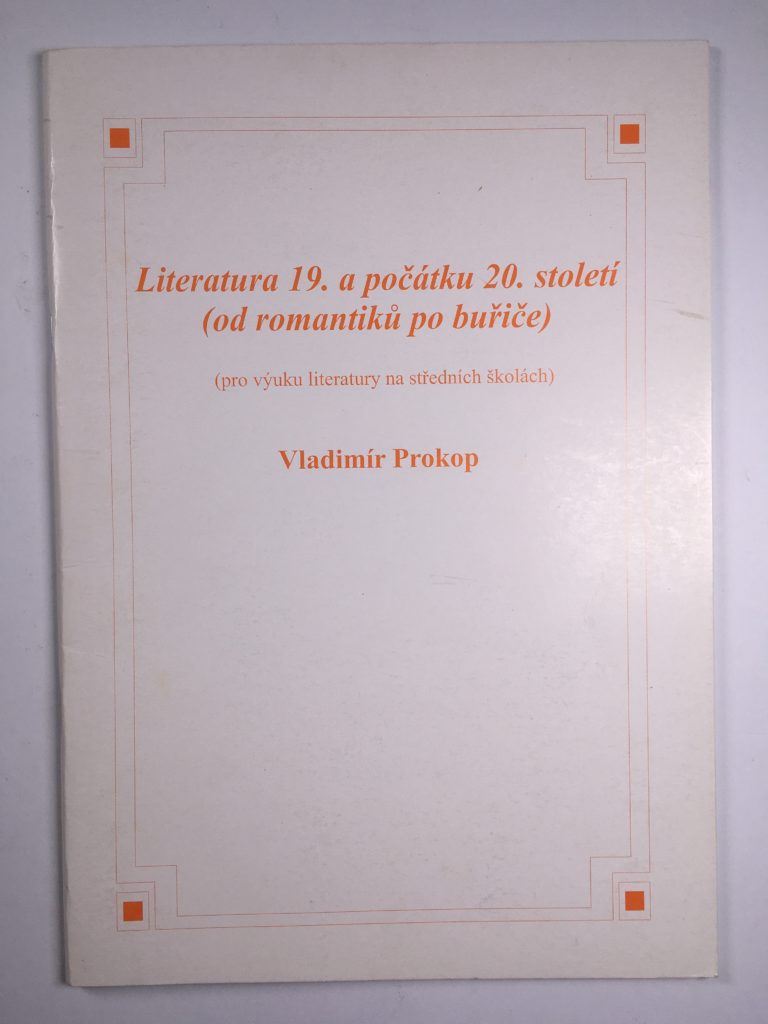 Literatura 19. a počátku 20. století
(od romantiků po buřiče)
(pro výuku literatury na středních školách)
Vladimír Prokop